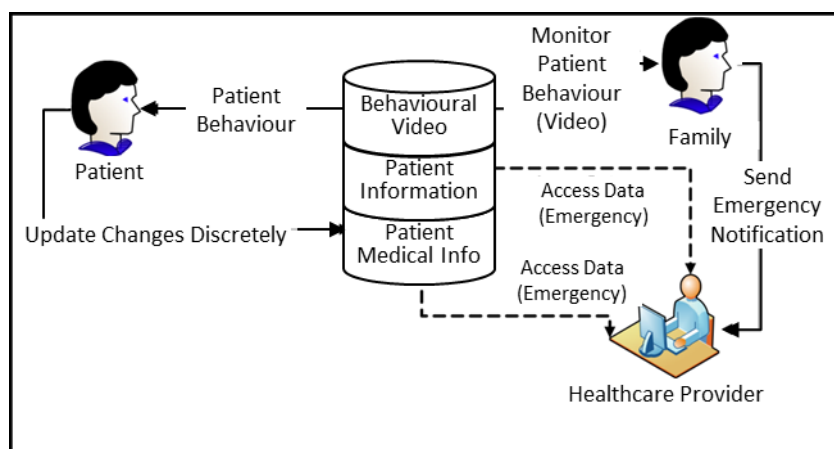 Patient
Behaviour
Patient
Update Changes Discretely
Behavioural
Video
Patient
Information
Patient
Medical Info
Monitor
Patient
Behaviour
(Video)
Family
Access Data
(Emergency)
Send
Emergency
Notification
Access Data
(Emergency)
Healthcare Provider